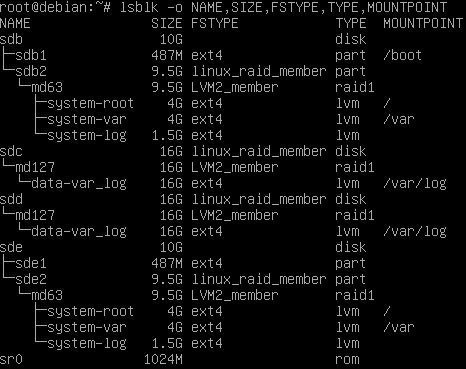 root@debian:~# lsblk -o NAME,SIZE,FSTYPE,TYPE,MOUNTPOINT
NAME                 SIZE FSTYPE            TYPE  MOUNTPOINT
sdb                   10G                   disk
├─sdb1               487M ext4              part  /boot
└─sdb2               9.5G linux_raid_member part
  └─md63             9.5G LVM2_member       raid1
    ├─system-root      4G ext4              lvm   /
    ├─system-var       4G ext4              lvm   /var
    └─system-log     1.5G ext4              lvm
sdc                   16G linux_raid_member disk
└─md127               16G LVM2_member       raid1
  └─data-var_log      16G ext4              lvm   /var/log
sdd                   16G linux_raid_member disk
└─md127               16G LVM2_member       raid1
  └─data-var_log      16G ext4              lvm   /var/log
sde                   10G                   disk
├─sde1               487M ext4              part
└─sde2               9.5G linux_raid_member part
  └─md63             9.5G LVM2_member       raid1
    ├─system-root      4G ext4              lvm   /
    ├─system-var       4G ext4              lvm   /var
    └─system-log     1.5G ext4              lvm
sr0                 1024M                   rom